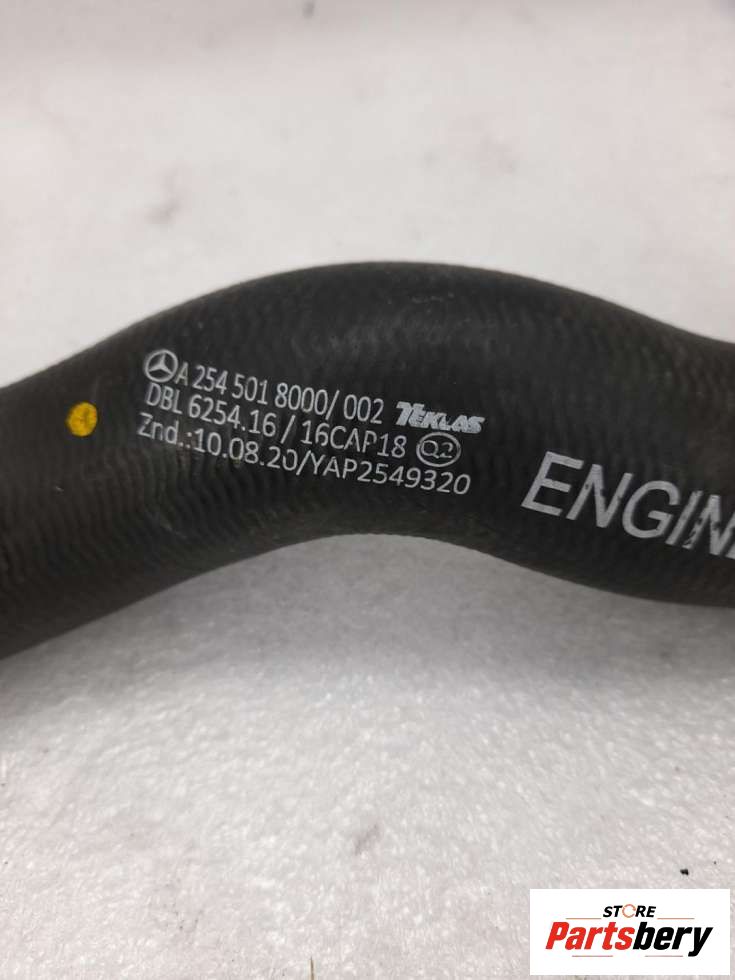 A 254 501 8000/ 002 TEKLAS
DBL 6254.16 / 16CAP18 Q2
Znd.:10.08.20/YAP2549320
ENGIN
STORE
Partsbery